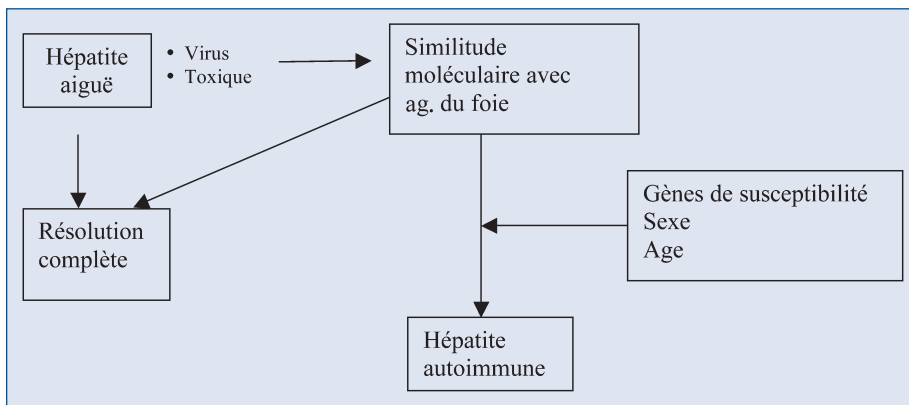 Hépatite
aiguë
• Virus
• Toxique
Similitude
moléculaire avec
ag. du foie
Gènes de susceptibilité
Sexe
Age
Résolution
complète
Hépatite
autoimmune